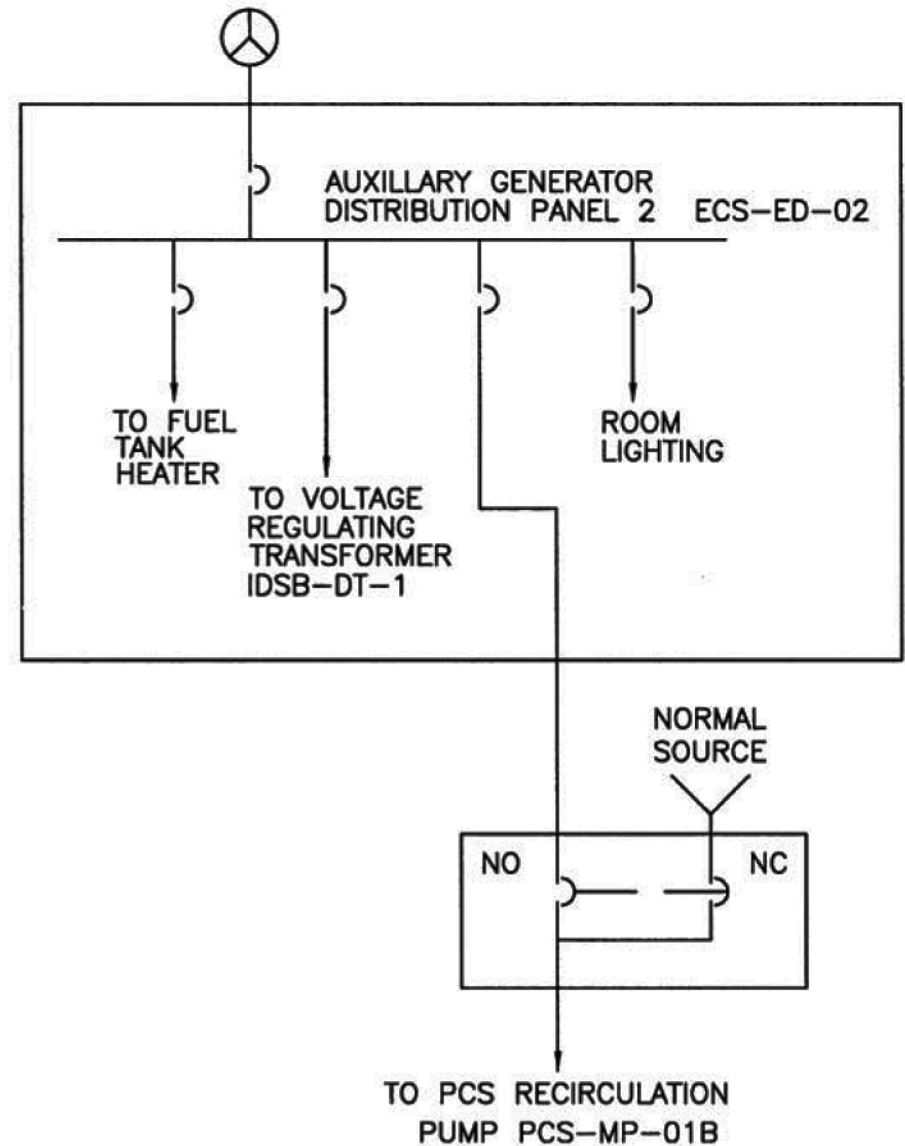 AUXILLARY GENERATOR
DISTRIBUTION PANEL 2 ECS-ED-02
TO FUEL
TANK
HEATER
TO VOLTAGE
REGULATING
TRANSFORMER
IDSB-DT-1
ROOM
LIGHTING
NORMAL
SOURCE
NO
NC
TO PCS RECIRCULATION
PUMP PCS-MP-01B